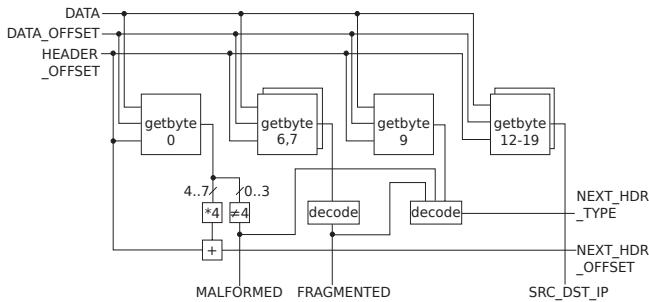 DATA
DATA_OFFSET
HEADER
_OFFSET
getbyte
0
getbyte
6,7
getbyte
9
getbyte
12-19
4..7
0..3
*4
≠4
decode
decode
NEXT_HDR
_TYPE
+
NEXT_HDR
_OFFSET
MALFORMED
FRAGMENTED
SRC_DST_IP